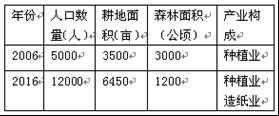 年份 人口数量(人) 耕地面积(亩) 森林面积(公顷) 产业构成
2006 5000 3500 3000 种植业
2016 12000 6450 1200 种植业 造纸业